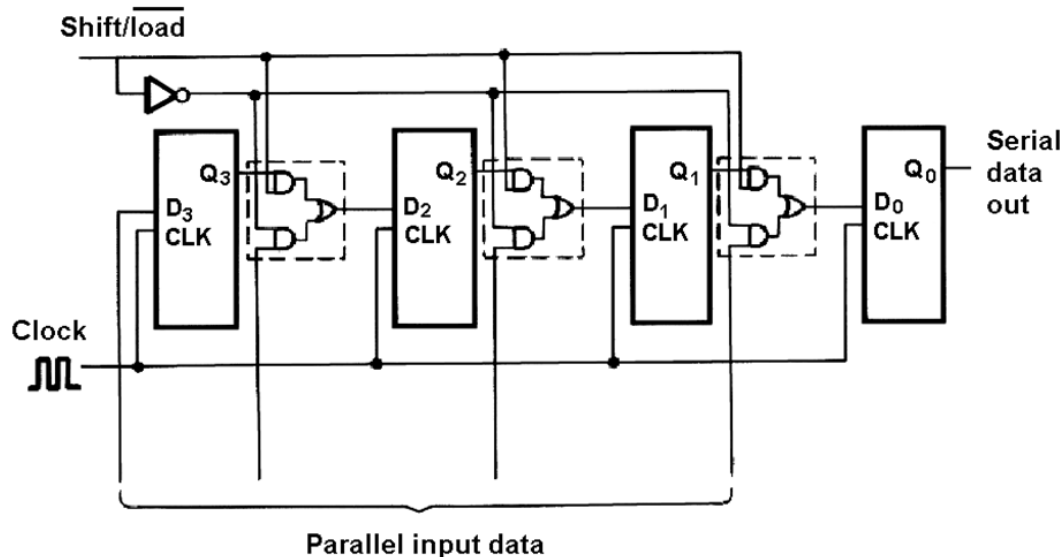 Shift/load
Q3
D3
CLK
Q2
D2
CLK
Q1
D1
CLK
Q0
D0
CLK
Serial
data
out
Clock
Parallel input data